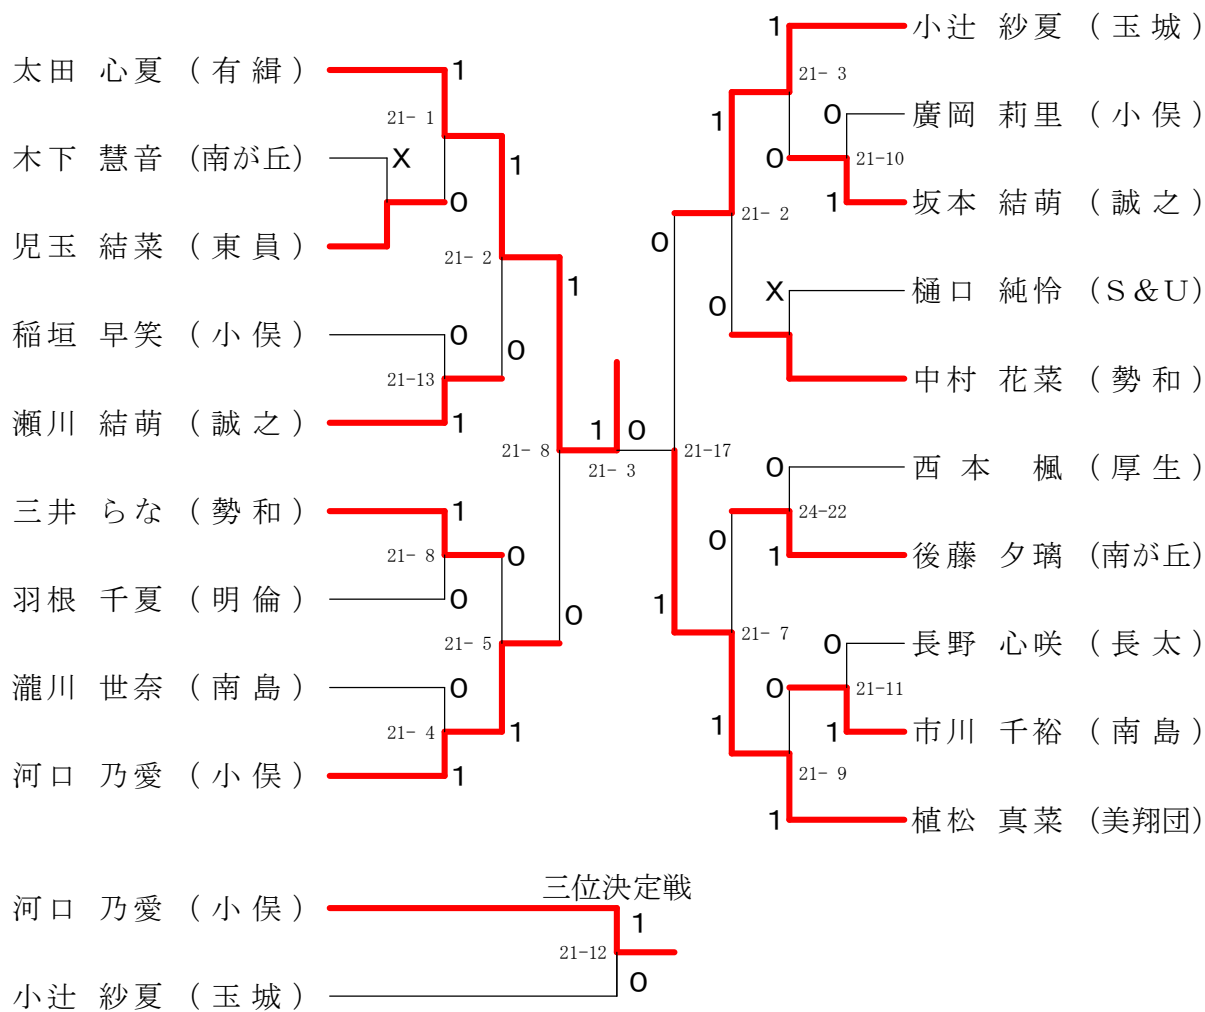 太田 心夏 (有緝)
1
21- 1
木下 慧音 (南が丘)
X
1
0
児玉 結菜 (東員)
21- 2
1
稲垣 早笑 (小俣)
0
0
21-13
瀬川 結萌 (誠之)
1
21- 8
三井 らな (勢和)
1
21- 8
0
羽根 千夏 (明倫)
0
0
21- 5
瀧川 世奈 (南島)
0
21- 4
1
河口 乃愛 (小俣)
1
1
0
21- 3
1
小辻 紗夏 (玉城)
21- 3
1
0
廣岡 莉里 (小俣)
0
21-10
1
坂本 結萌 (誠之)
21- 2
0
X
樋口 純怜 (S&U)
0
中村 花菜 (勢和)
21-17
0
西本 楓 (厚生)
24-22
0
1
後藤 夕璃 (南が丘)
1
21- 7
0
長野 心咲 (長太)
0
21-11
1
1
市川 千裕 (南島)
21- 9
1
植松 真菜 (美翔団)
三位決定戦
河口 乃愛 (小俣)
1
21-12
0
小辻 紗夏 (玉城)